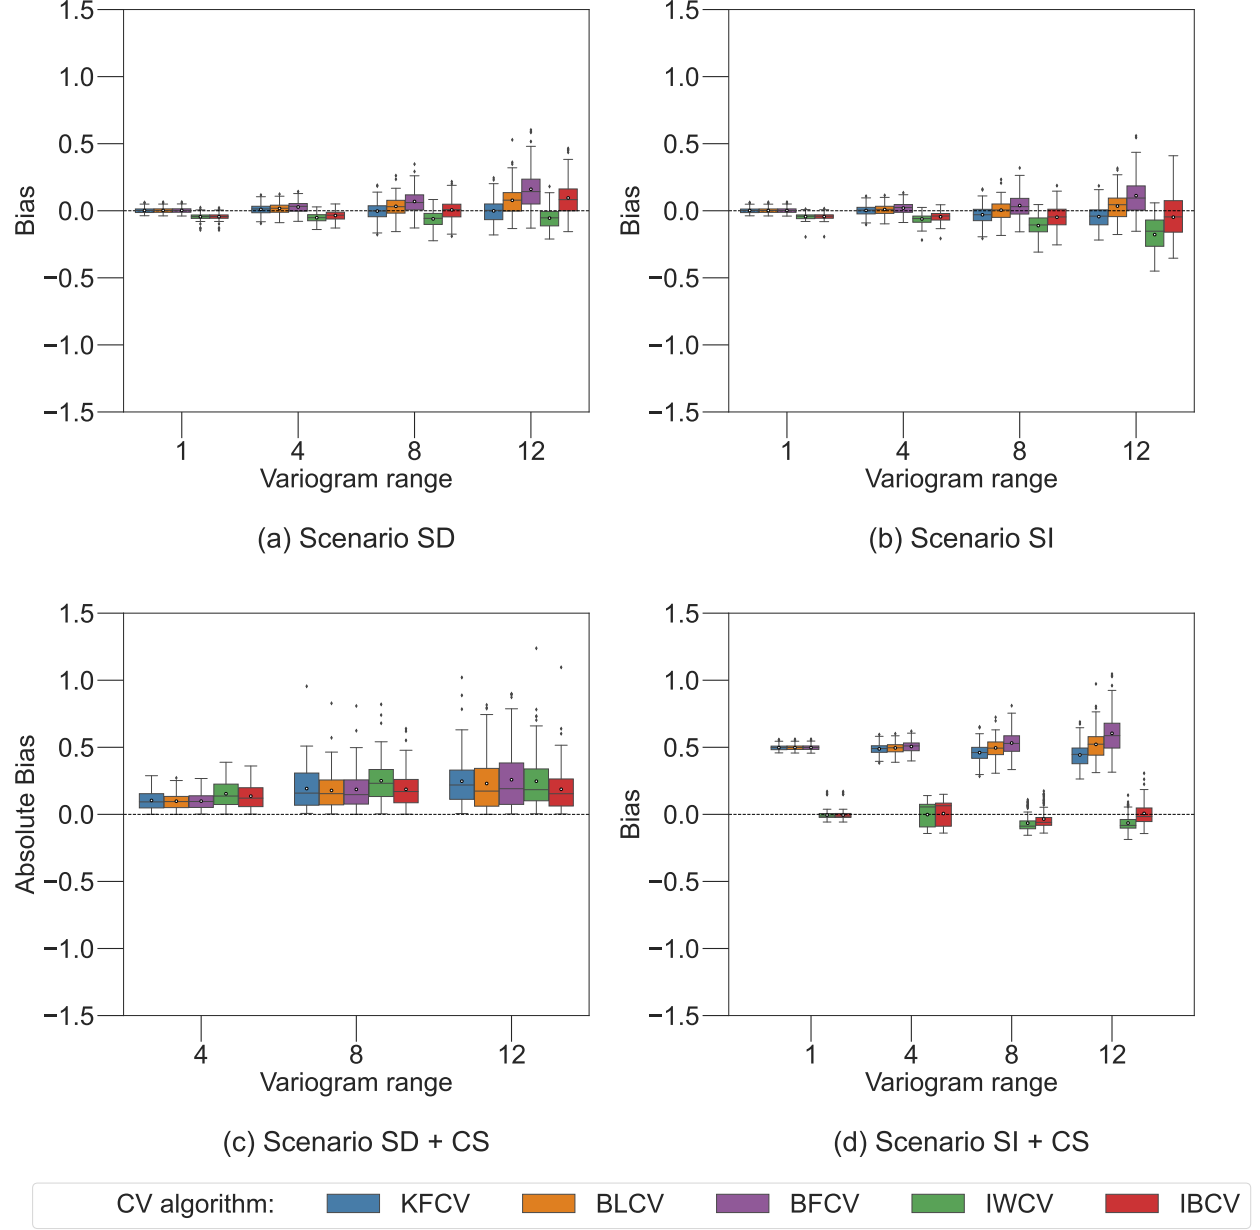 1.5
1.0
0.5
0.0
−0.5
−1.0
−1.5
Bias
1 4 8 12
Variogram range
(a) Scenario SD
1.5
1.0
0.5
0.0
−0.5
−1.0
−1.5
Bias
1 4 8 12
Variogram range
(b) Scenario SI
1.5
1.0
0.5
0.0
−0.5
−1.0
−1.5
Absolute Bias
4 8 12
Variogram range
(c) Scenario SD + CS
1.5
1.0
0.5
0.0
−0.5
−1.0
−1.5
Bias
1 4 8 12
Variogram range
(d) Scenario SI + CS
CV algorithm: KFCV BLCV BFCV IWCV IBCV